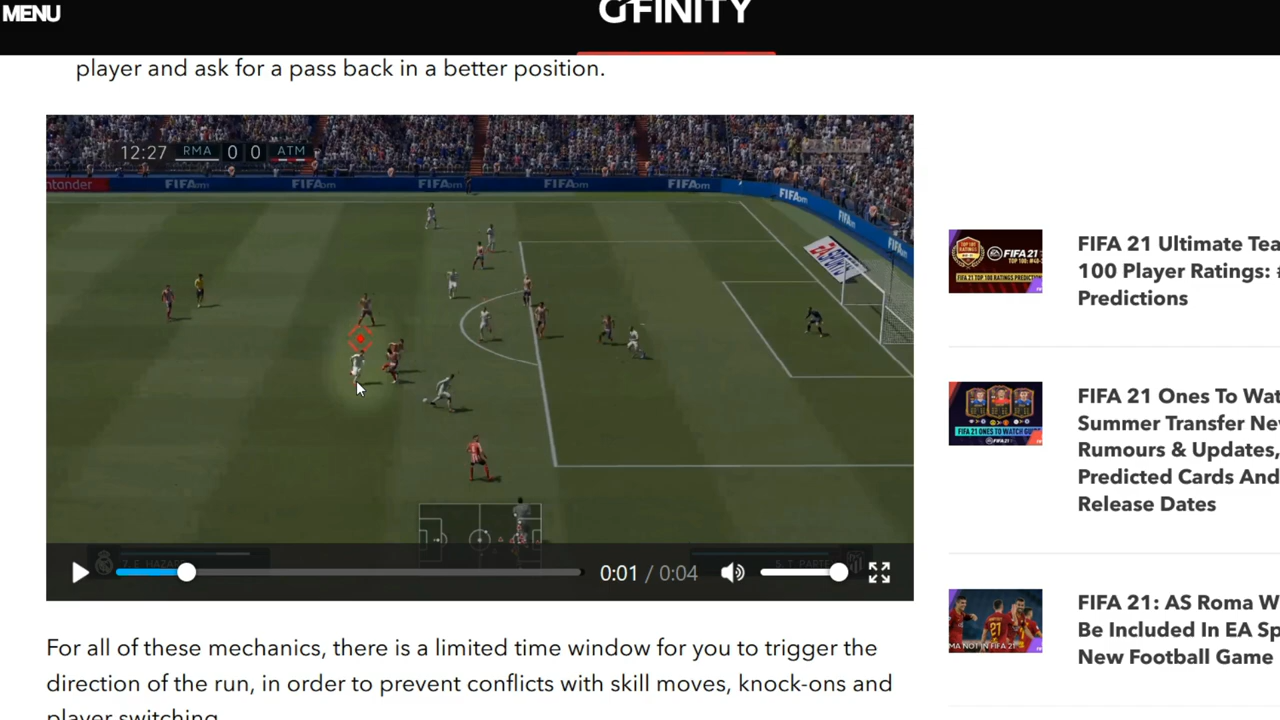 MENU
GFINITY
player and ask for a pass back in a better position.
12:27 RMA 0 0 ATM
FIFA 21 Ultimate Tea
100 Player Ratings: #
Predictions
FIFA 21 Ones To Wat
Summer Transfer Nev
Rumours & Updates,
Predicted Cards And
Release Dates
0:01 / 0:04
FIFA 21: AS Roma W
Be Included In EA Sp
New Football Game
For all of these mechanics, there is a limited time window for you to trigger the
direction of the run, in order to prevent conflicts with skill moves, knock-ons and
player switching.